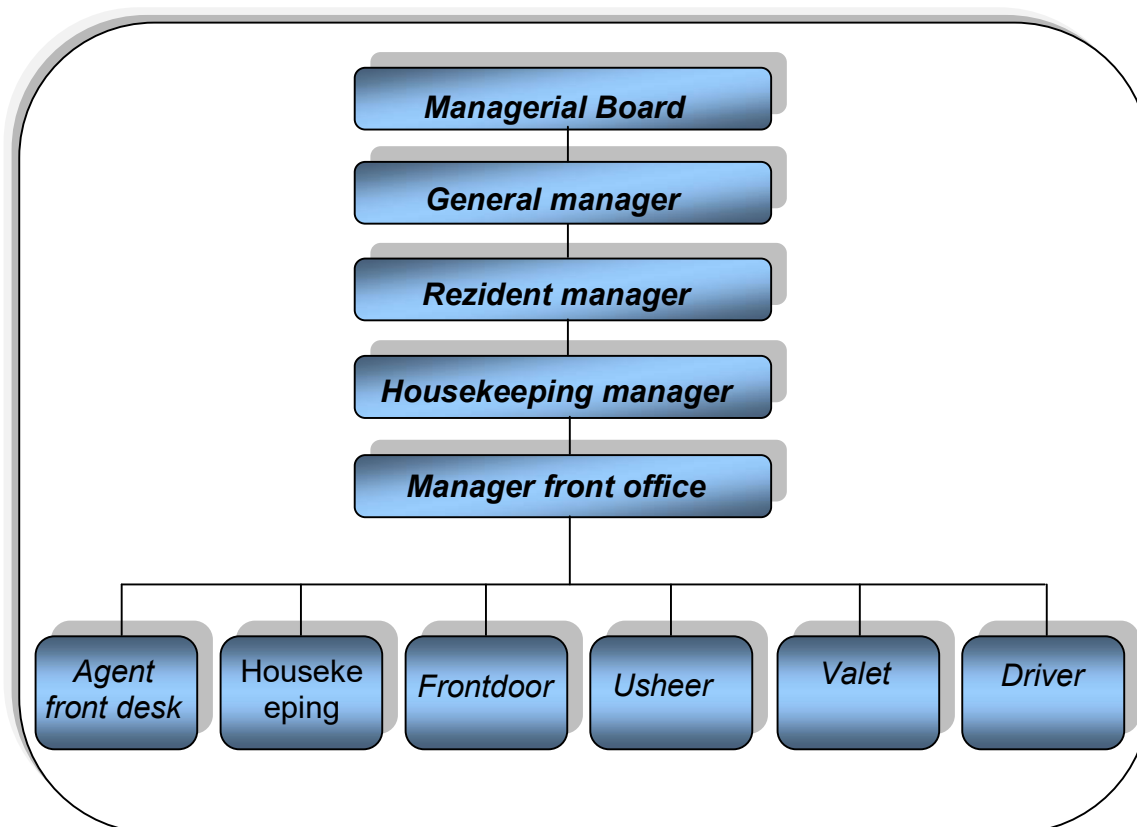 Managerial Board
General manager
Rezident manager
Housekeeping manager
Manager front office
Agent
front desk
Houseke
eping
Frontdoor
Usheer
Valet
Driver